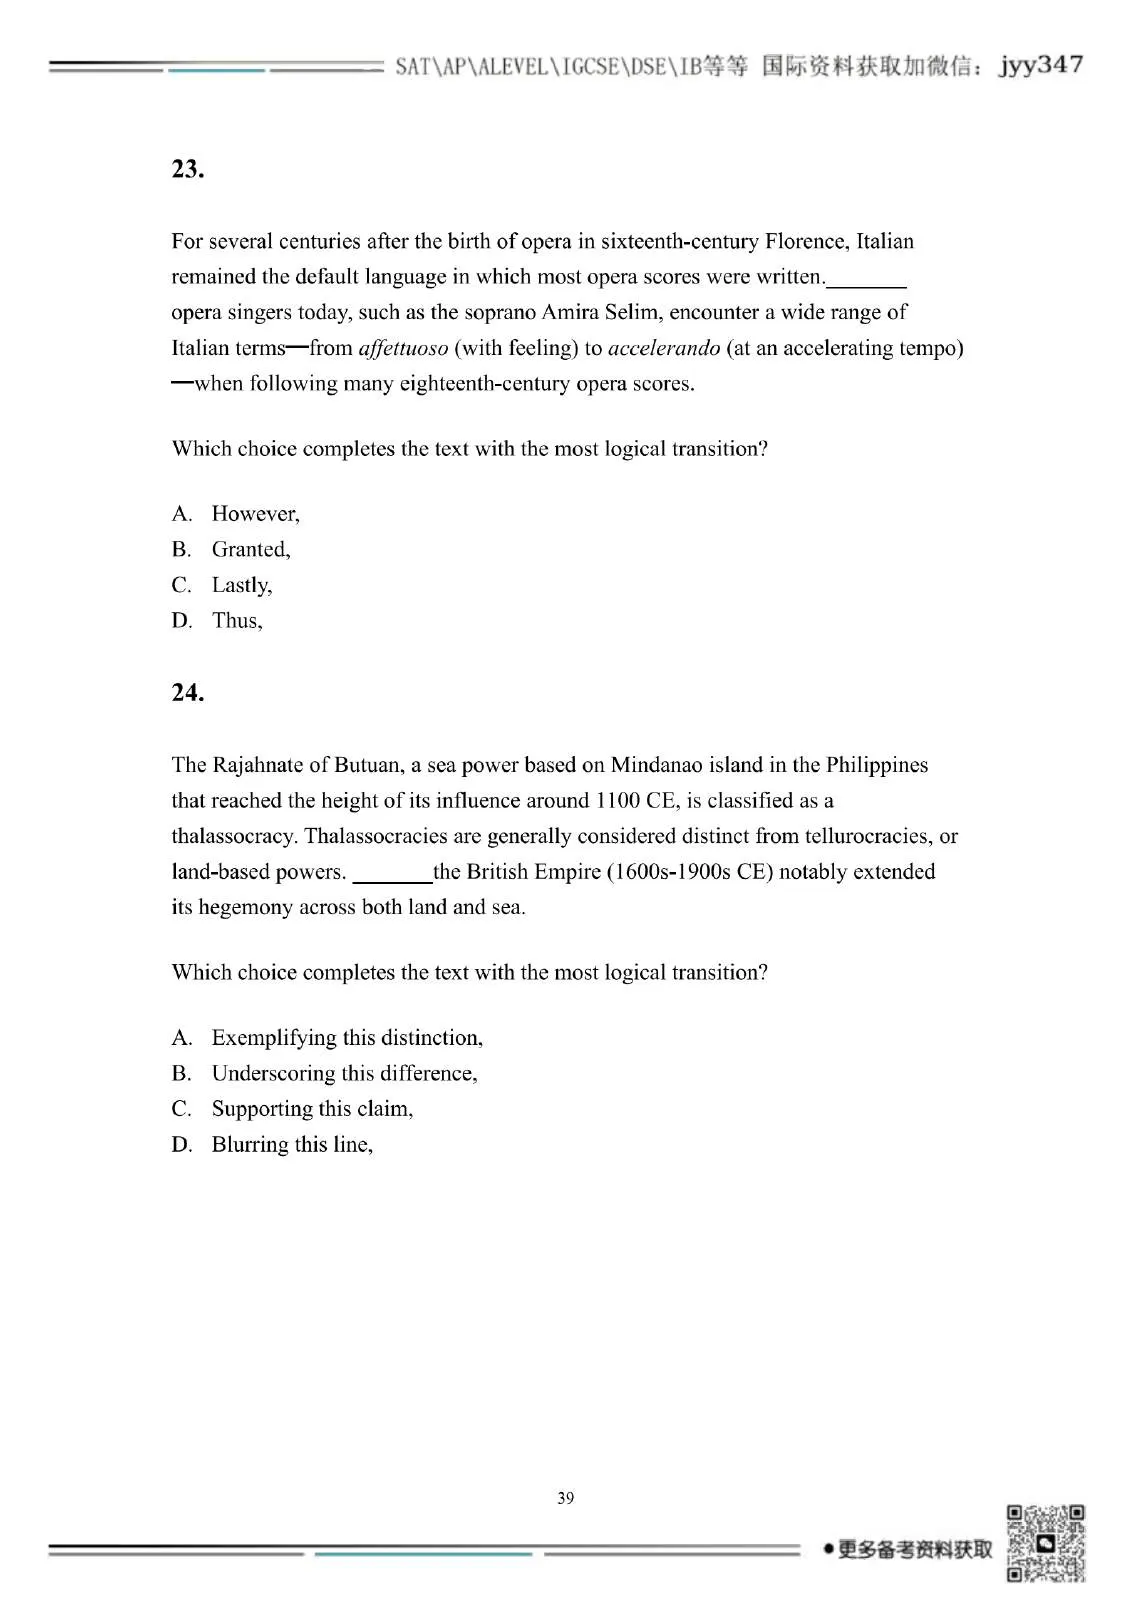 SAT\AP\ALEVEL\IGCSE\DSE\IB等等 国际资料获取加微信：jyy347
23.
For several centuries after the birth of opera in sixteenth-century Florence, Italian
remained the default language in which most opera scores were written._______
opera singers today, such as the soprano Amira Selim, encounter a wide range of
Italian terms—from affettuoso (with feeling) to accelerando (at an accelerating tempo)
—when following many eighteenth-century opera scores.
Which choice completes the text with the most logical transition?
A. However,
B. Granted,
C. Lastly,
D. Thus,
24.
The Rajahnate of Butuan, a sea power based on Mindanao island in the Philippines
that reached the height of its influence around 1100 CE, is classified as a
thalassocracy. Thalassocracies are generally considered distinct from tellurocracies, or
land-based powers. _______the British Empire (1600s-1900s CE) notably extended
its hegemony across both land and sea.
Which choice completes the text with the most logical transition?
A. Exemplifying this distinction,
B. Underscoring this difference,
C. Supporting this claim,
D. Blurring this line,
39
●更多备考资料获取